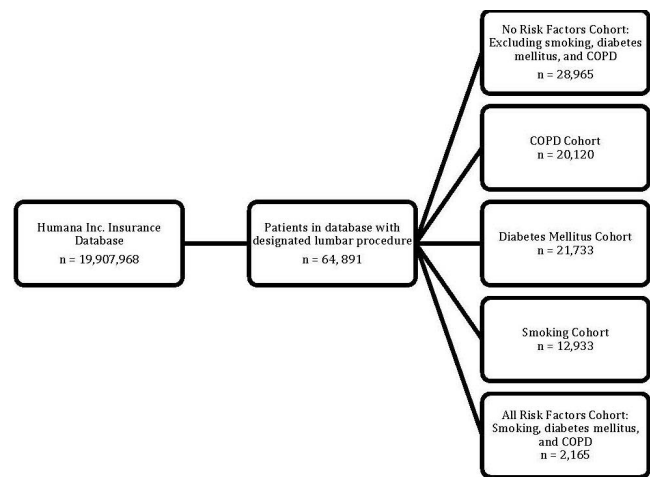 Humana Inc. Insurance
Database
n = 19,907,968
Patients in database with
designated lumbar procedure
n = 64, 891
No Risk Factors Cohort:
Excluding smoking, diabetes
mellitus, and COPD
n = 28,965
COPD Cohort
n = 20,120
Diabetes Mellitus Cohort
n = 21,733
Smoking Cohort
n = 12,933
All Risk Factors Cohort:
Smoking, diabetes mellitus,
and COPD
n = 2,165